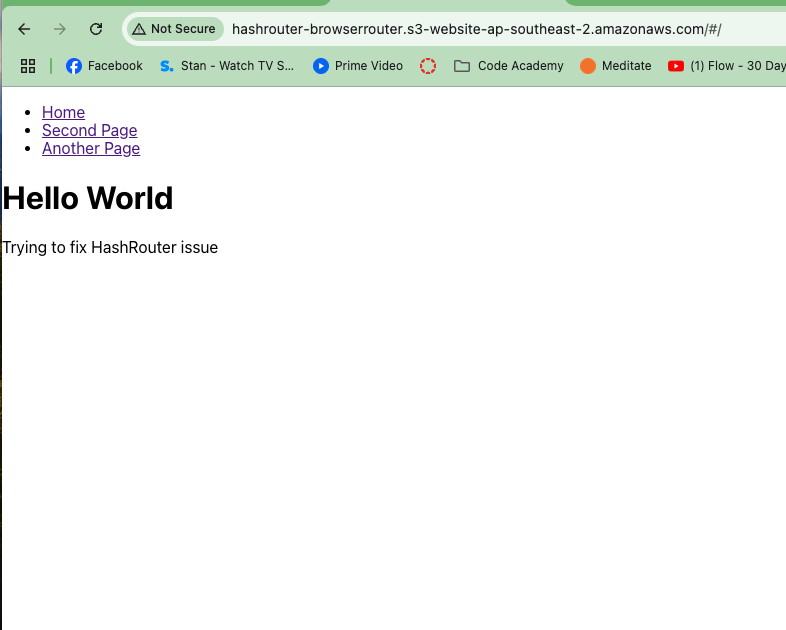 Not Secure hashrouter-browserrouter.s3-website-ap-southeast-2.amazonaws.com/#/
Facebook S. Stan - Watch TV S... Prime Video Code Academy Meditate (1) Flow - 30 Day
Home
Second Page
Another Page
Hello World
Trying to fix HashRouter issue